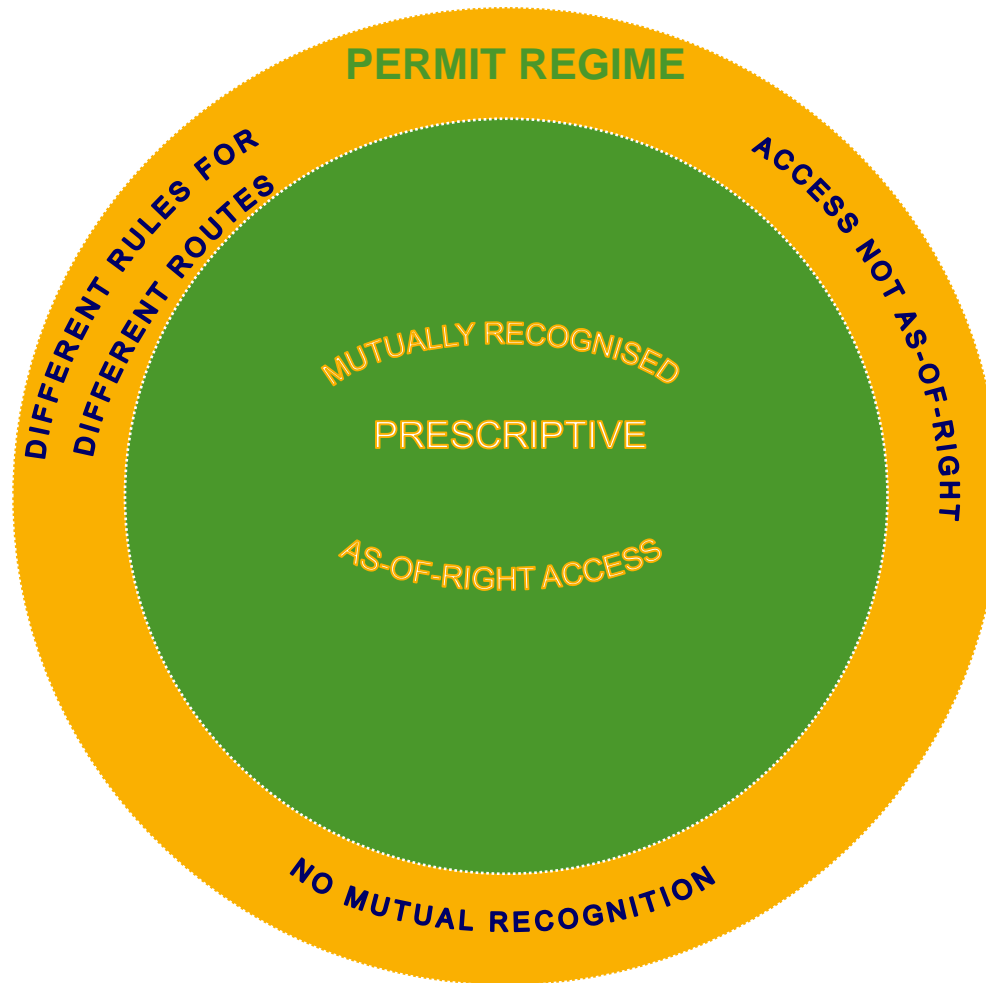 PERMIT REGIME
DIFFERENT RULES FOR
DIFFERENT ROUTES
ACCESS NOT AS-OF-RIGHT
MUTUALLY RECOGNISED
PRESCRIPTIVE
AS-OF-RIGHT ACCESS
NO MUTUAL RECOGNITION